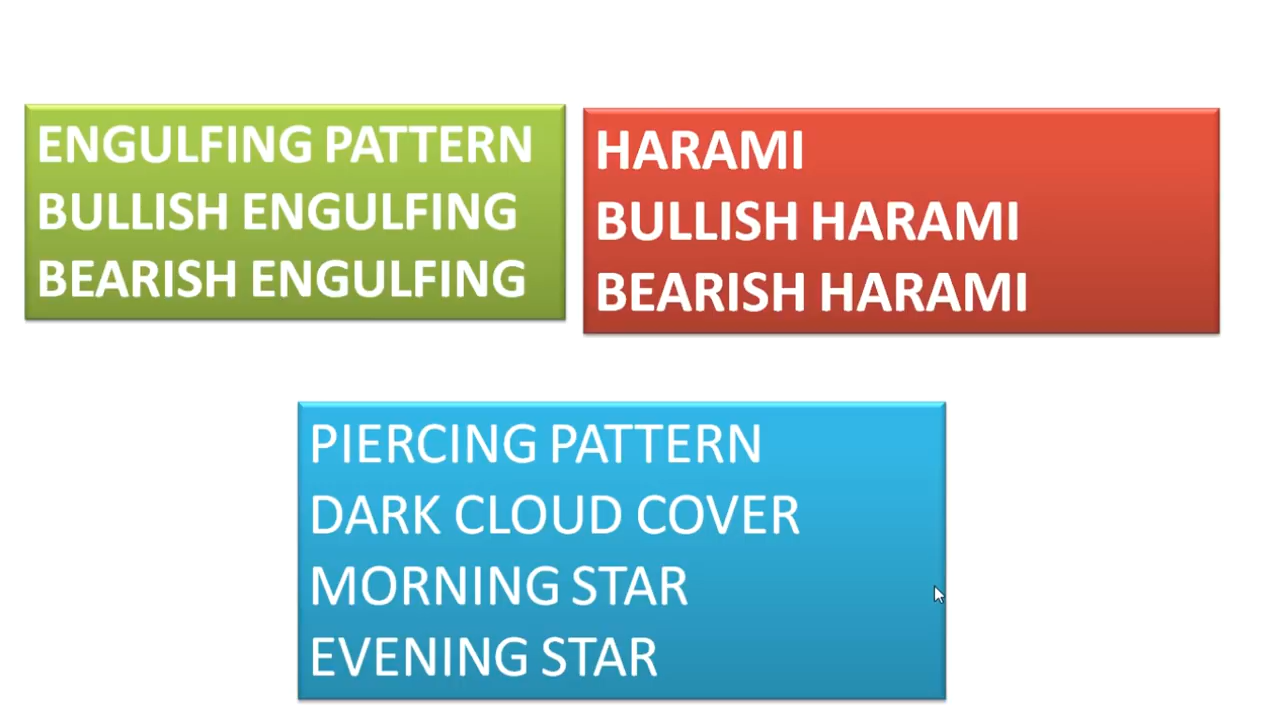 ENGULFING PATTERN
BULLISH ENGULFING
BEARISH ENGULFING
HARAMI
BULLISH HARAMI
BEARISH HARAMI
PIERCING PATTERN
DARK CLOUD COVER
MORNING STAR
EVENING STAR